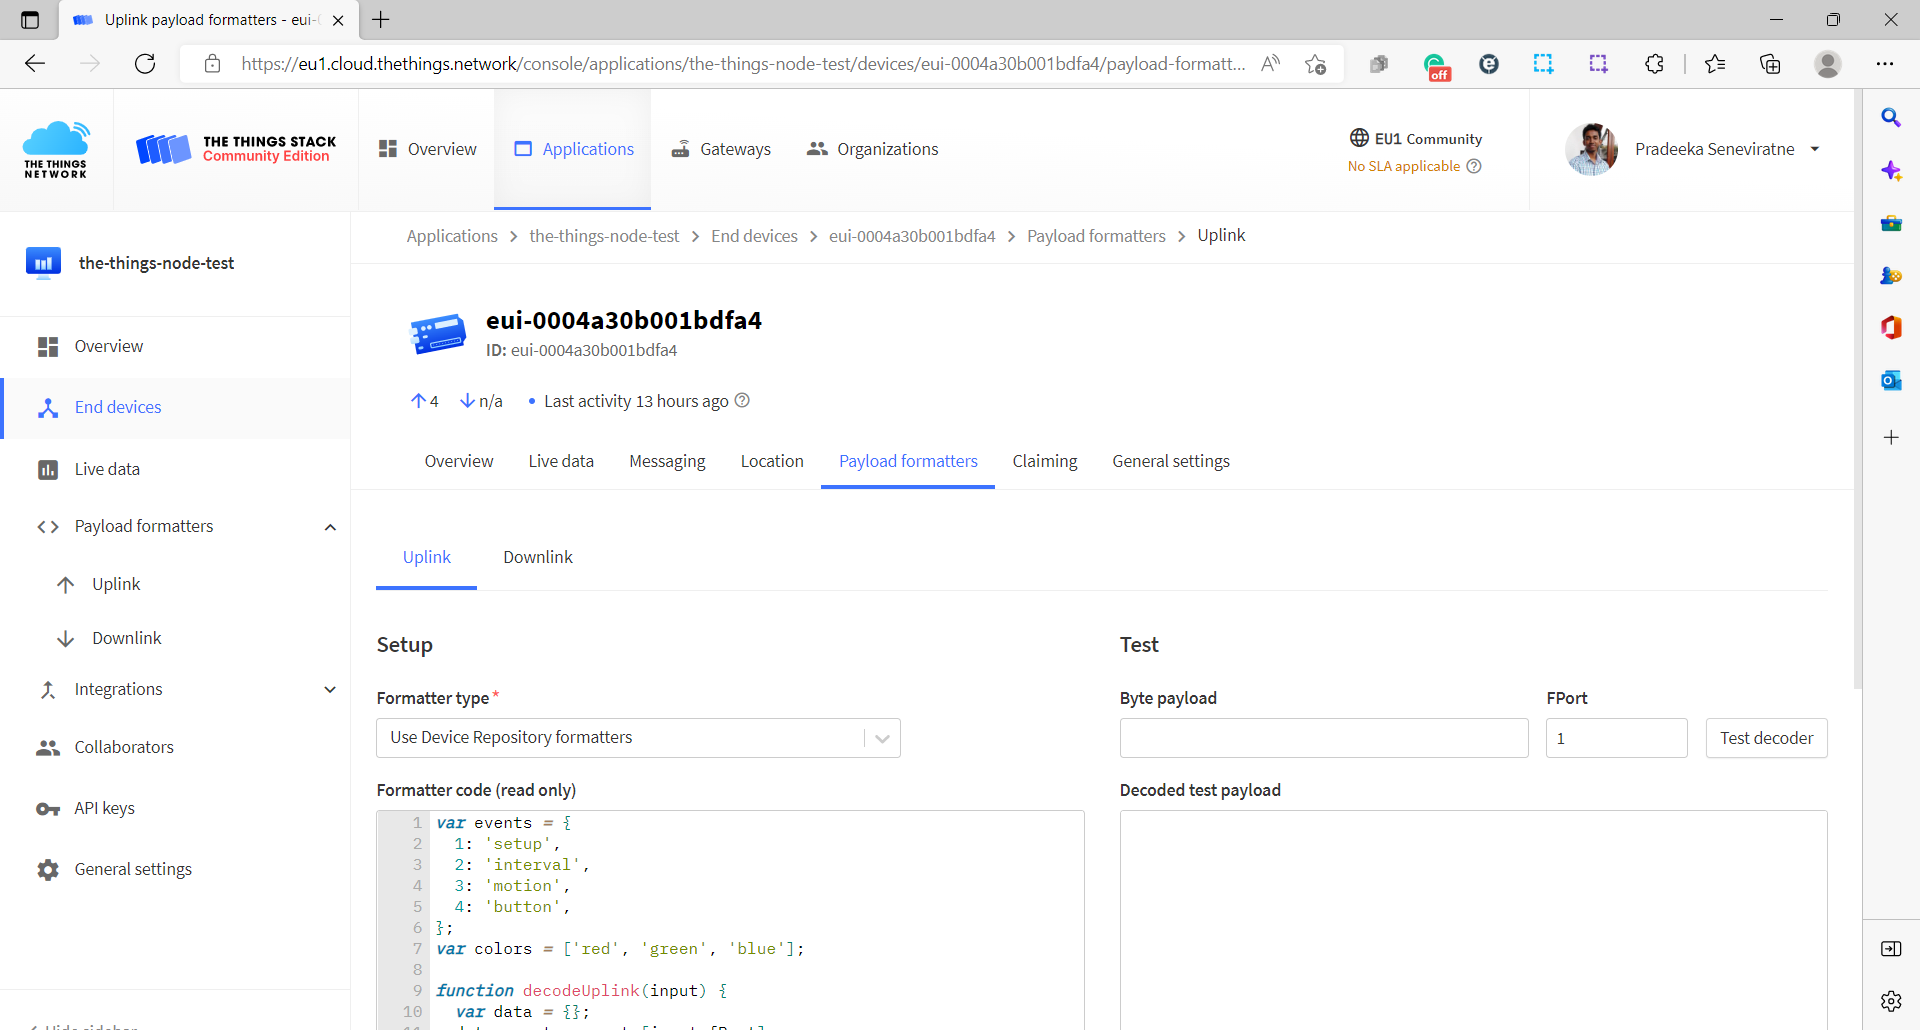 Uplink payload formatters - eui-
https://eu1.cloud.thethings.network/console/applications/the-things-node-test/devices/eui-0004a30b001bdfa4/payload-formatt...
off
THE THINGS
NETWORK
THE THINGS STACK
Community Edition
Overview
Applications
Gateways
Organizations
EU1 Community
No SLA applicable
Pradeeka Seneviratne
Applications > the-things-node-test > End devices > eui-0004a30b001bdfa4 > Payload formatters > Uplink
the-things-node-test
Overview
End devices
Live data
Payload formatters
Uplink
Downlink
Integrations
Collaborators
API keys
General settings
Hide sidebar
eui-0004a30b001bdfa4
ID: eui-0004a30b001bdfa4
4 n/a • Last activity 13 hours ago
Overview Live data Messaging Location Payload formatters Claiming General settings
Uplink Downlink
Setup
Formatter type *
Use Device Repository formatters
Formatter code (read only)
1 var events = {
2 1: 'setup',
3 2: 'interval',
4 3: 'motion',
5 4: 'button',
6 };
7 var colors = ['red', 'green', 'blue'];
8
9 function decodeUplink(input) {
10 var data = {};
Test
Byte payload
FPort
1
Test decoder
Decoded test payload